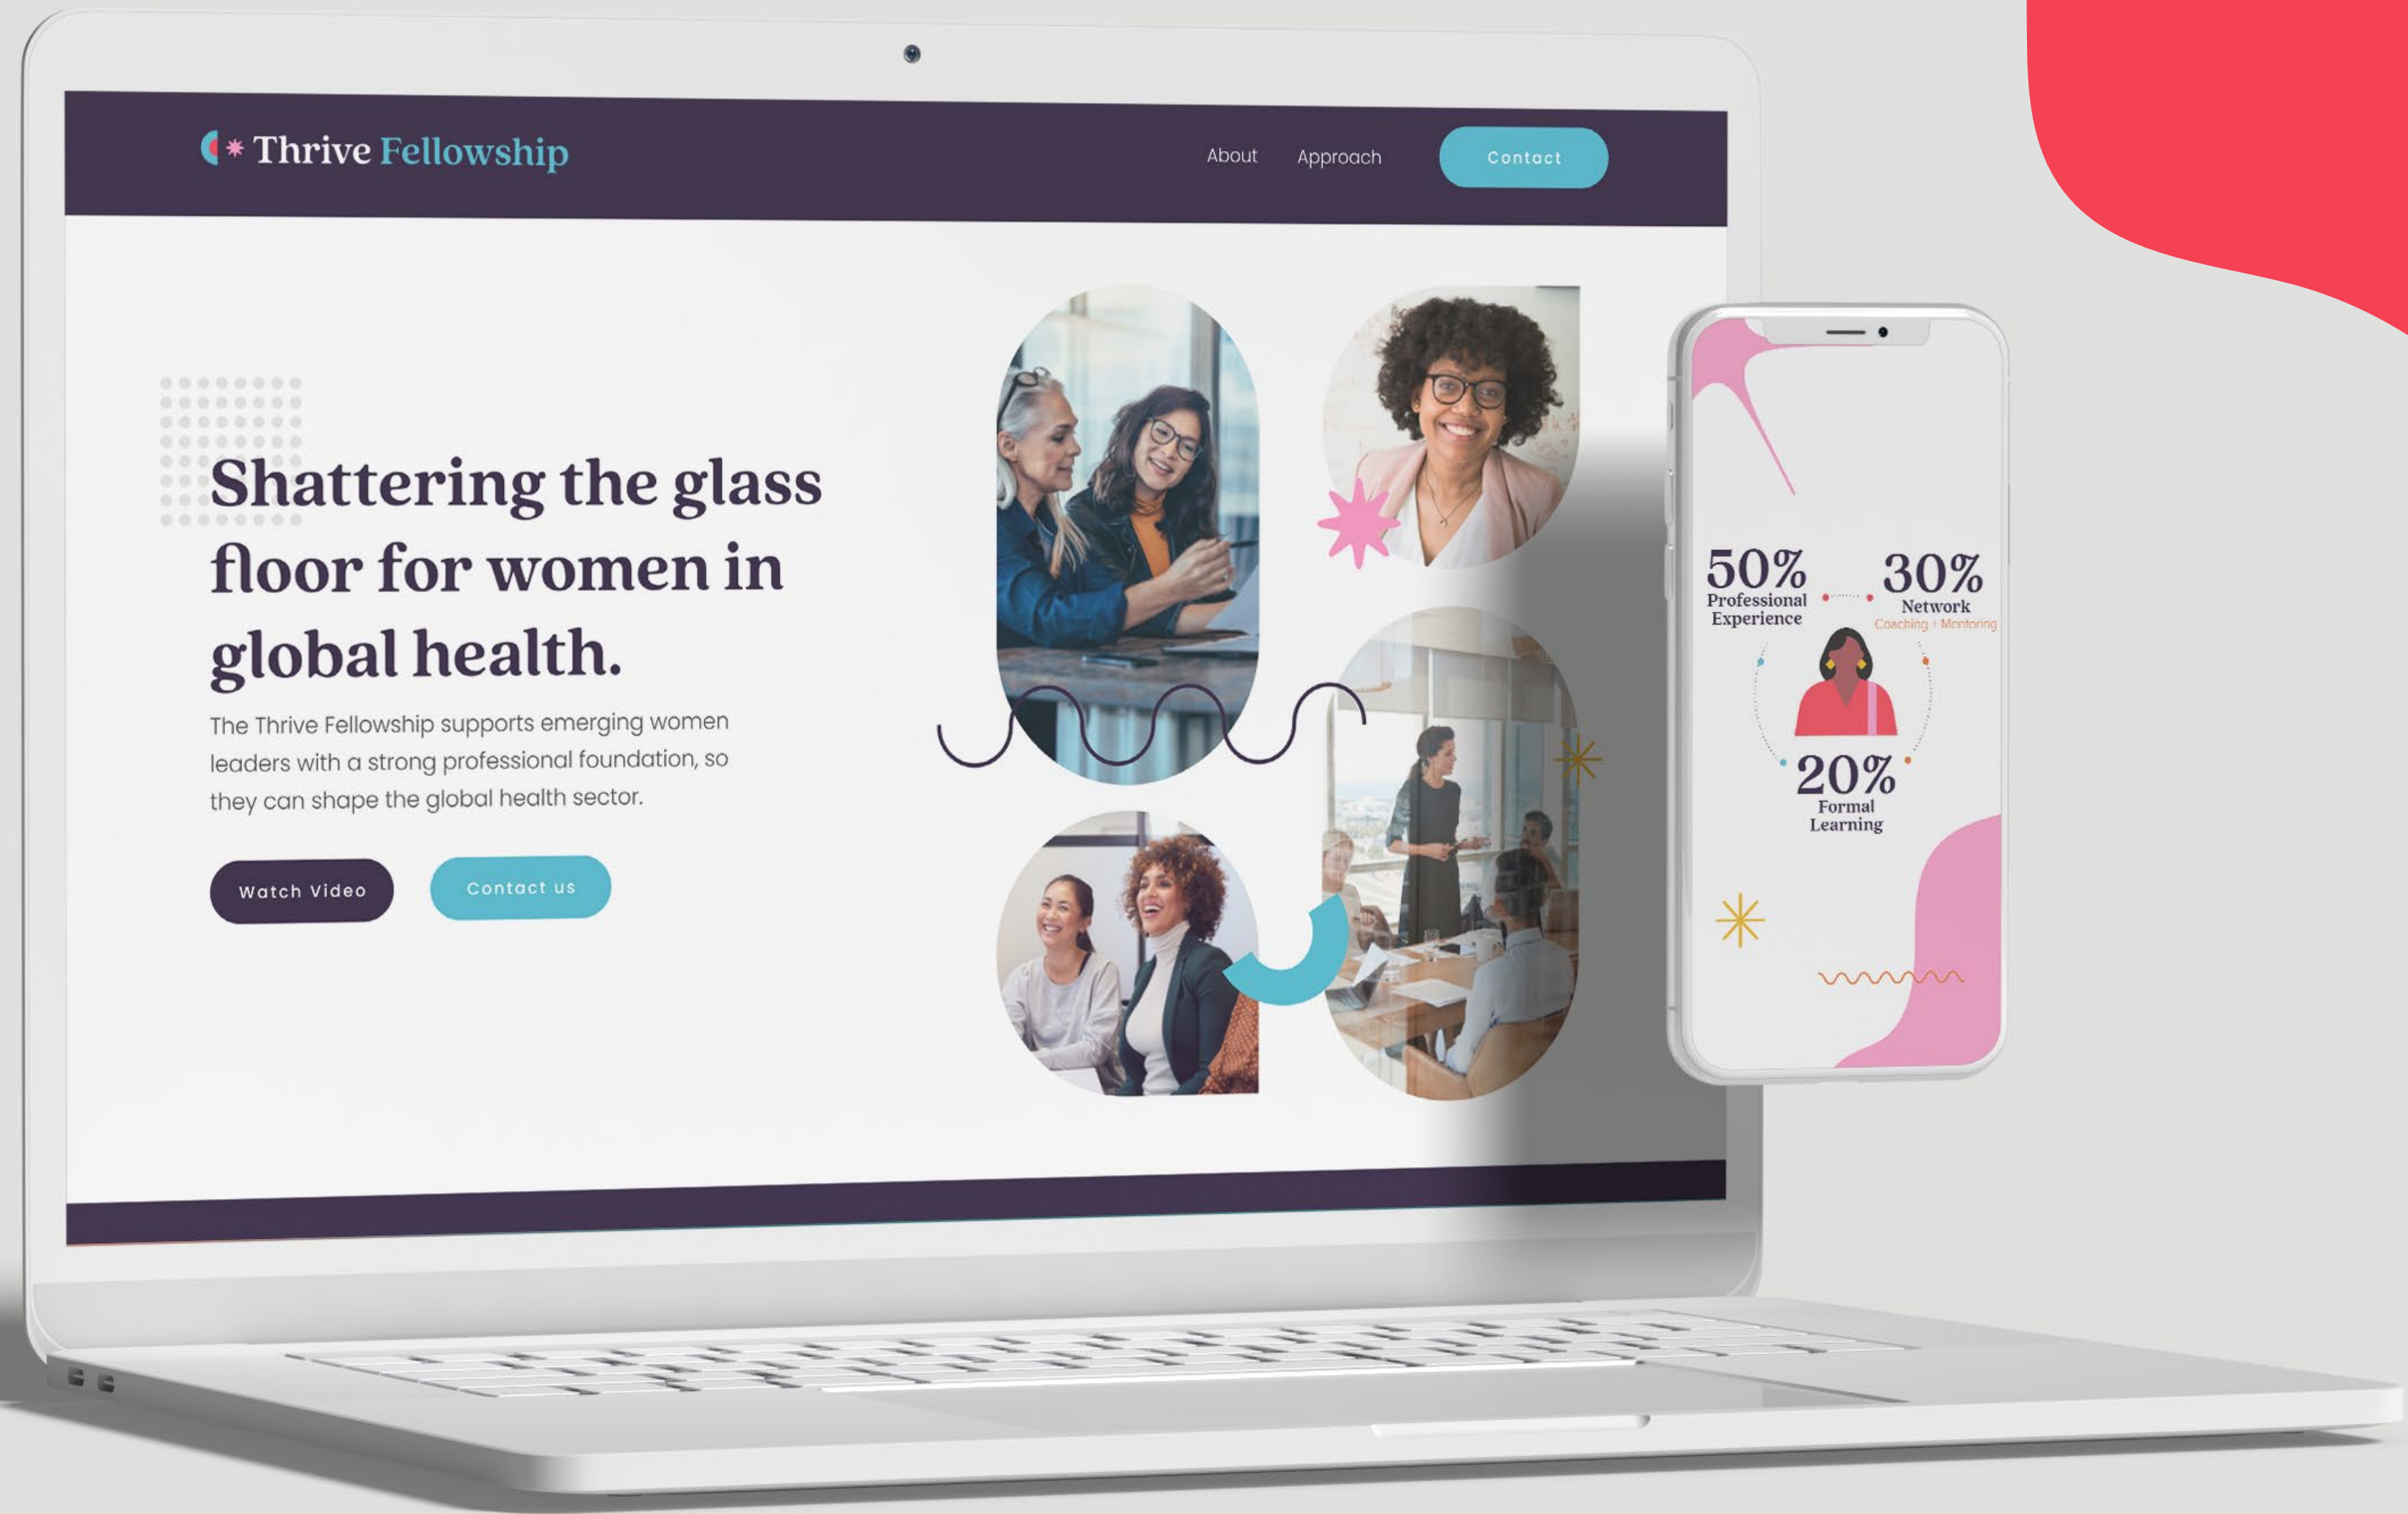 Thrive Fellowship
About
Approach
Contact
Shattering the glass
floor for women in
global health.
The Thrive Fellowship supports emerging women
leaders with a strong professional foundation, so
they can shape the global health sector.
Watch Video
Contact us
50%
Professional
Experience
30%
Network
Coaching + Mentoring
20%
Formal
Learning